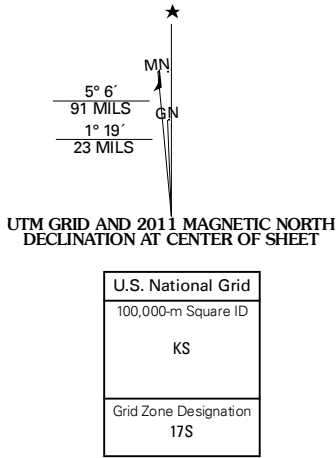 MN
5° 6´
91 MILS
GN
1° 19´
23 MILS
UTM GRID AND 2011 MAGNETIC NORTH
DECLINATION AT CENTER OF SHEET
U.S. National Grid
100,000-m Square ID
KS
Grid Zone Designation
17S